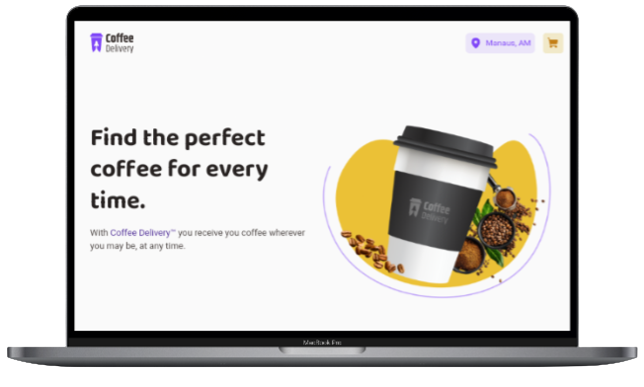 Coffee
Delivery
Manaus, AM
Find the perfect
coffee for every
time.
With Coffee Delivery™ you receive you coffee wherever
you may be, at any time.
Coffee
Delivery
MacBook Pro